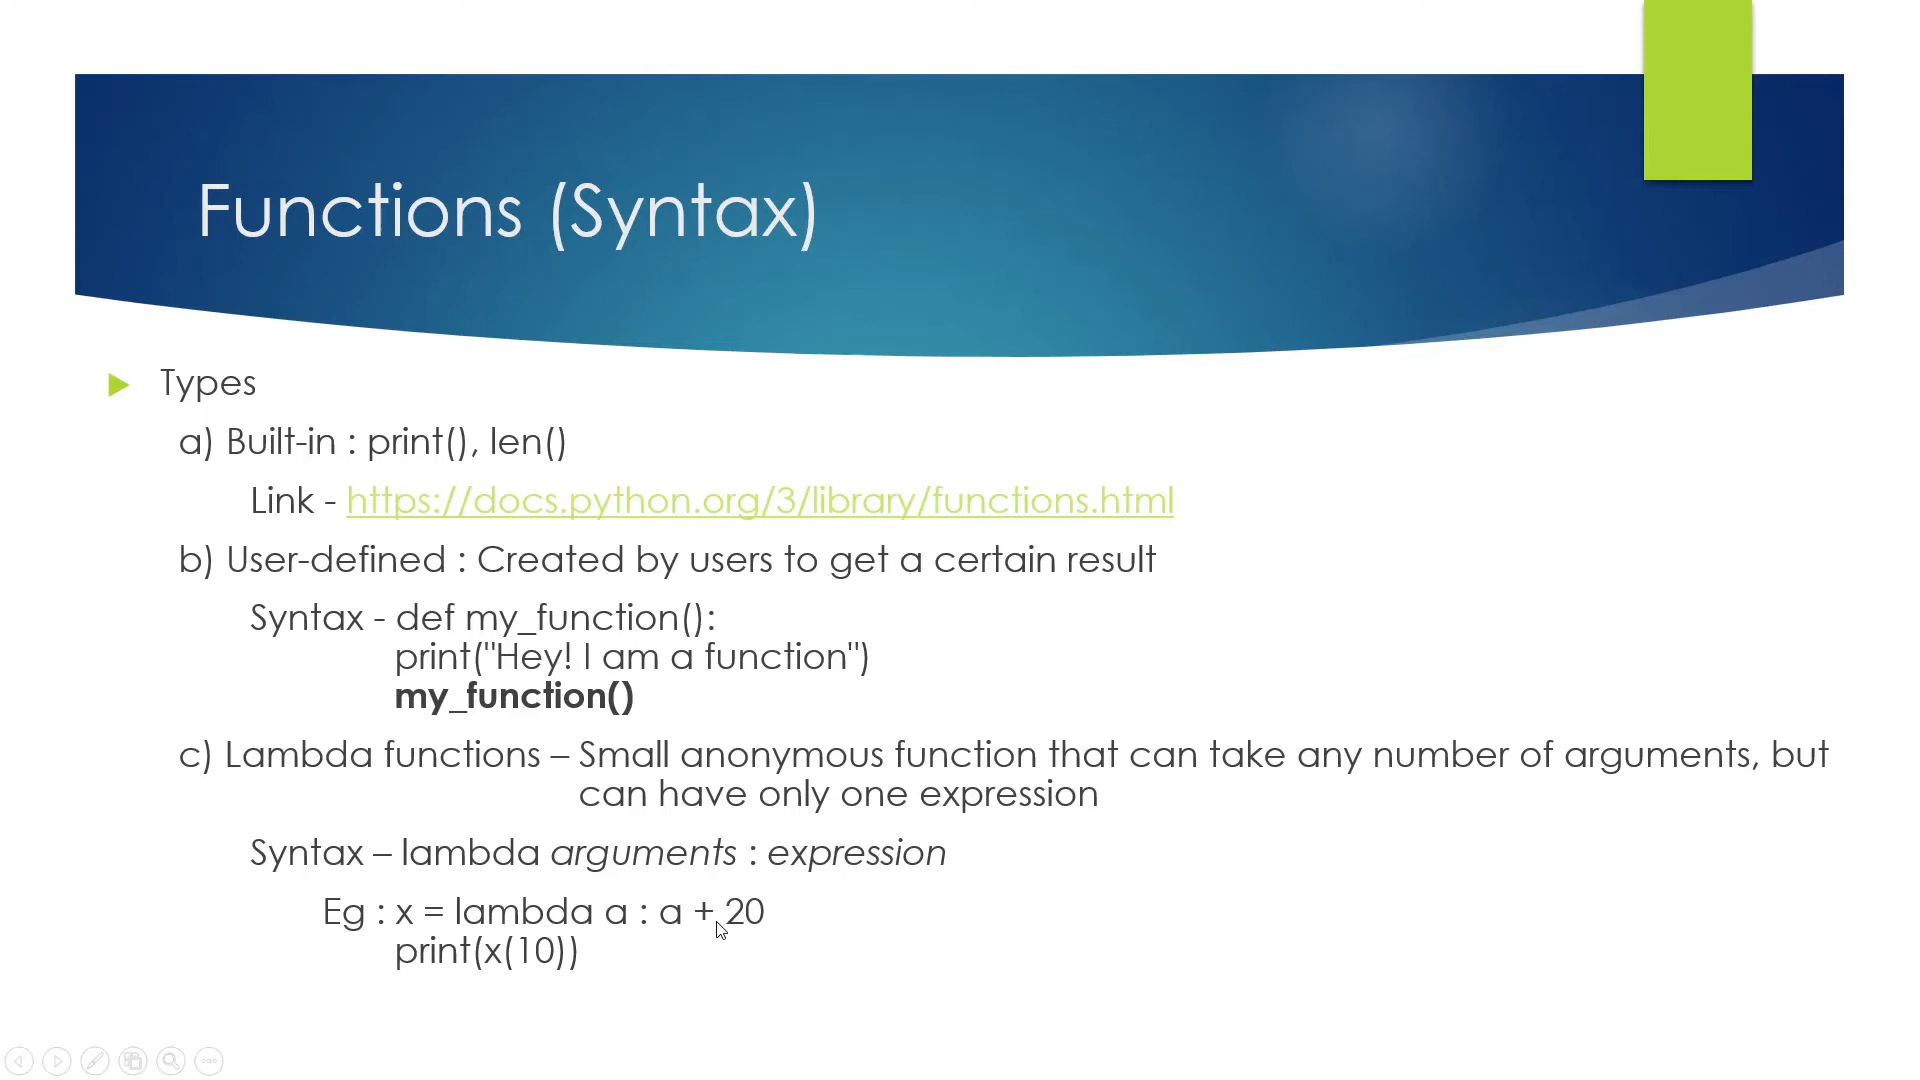 Functions (Syntax)
Types
a) Built-in : print(), len()
Link - https://docs.python.org/3/library/functions.html
b) User-defined : Created by users to get a certain result
Syntax - def my_function():
print("Hey! I am a function")
my_function()
c) Lambda functions – Small anonymous function that can take any number of arguments, but
can have only one expression
Syntax – lambda arguments : expression
Eg : x = lambda a : a + 20
print(x(10))